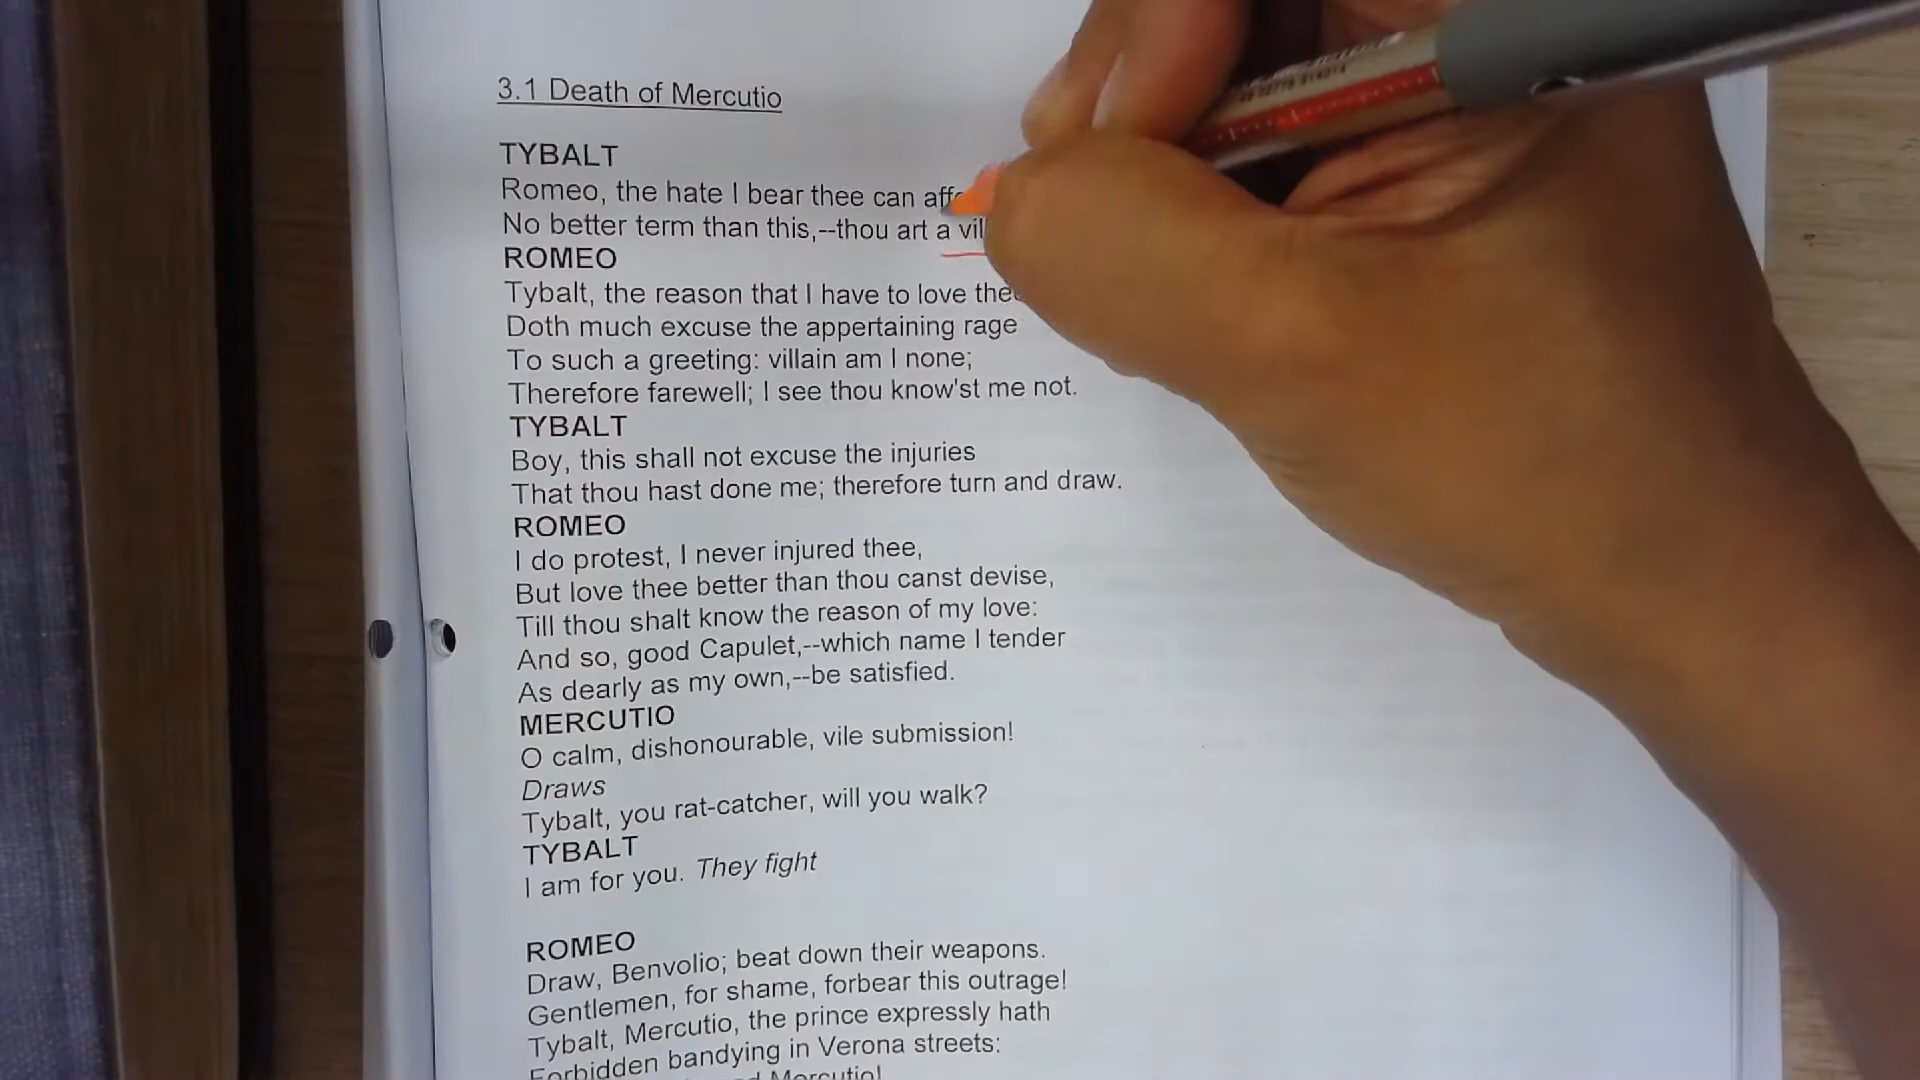 3.1 Death of Mercutio
TYBALT
Romeo, the hate I bear thee can
No better term than this,--thou art a
ROMEO
Tybalt, the reason that I have to love thee
Doth much excuse the appertaining rage
To such a greeting: villain am I none;
Therefore farewell; I see thou know'st me not.
TYBALT
Boy, this shall not excuse the injuries
That thou hast done me; therefore turn and draw.
ROMEO
I do protest, I never injured thee,
But love thee better than thou canst devise,
Till thou shalt know the reason of my love:
And so, good Capulet,--which name I tender
As dearly as my own,--be satisfied.
MERCUTIO
O calm, dishonourable, vile submission!
Draws
Tybalt, you rat-catcher, will you walk?
TYBALT
I am for you. They fight
ROMEO
Draw, Benvolio; beat down their weapons.
Gentlemen, for shame, forbear this outrage!
Tybalt, Mercutio, the prince expressly hath
Forbidden bandying in Verona streets:
Mercutio!